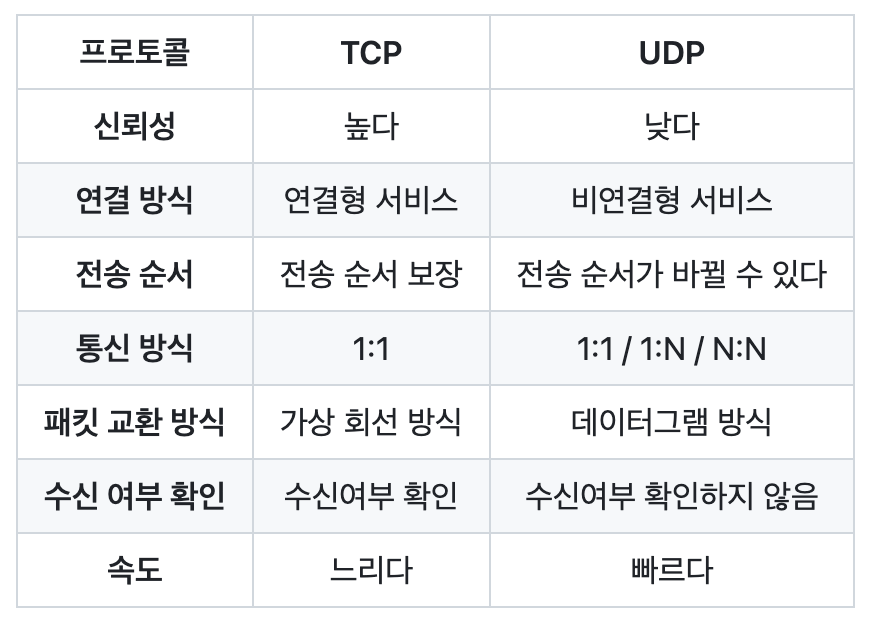 프로토콜 TCP UDP
신뢰성 높다 낮다
연결 방식 연결형 서비스 비연결형 서비스
전송 순서 전송 순서 보장 전송 순서가 바뀔 수 있다
통신 방식 1:1 1:1 / 1:N / N:N
패킷 교환 방식 가상 회선 방식 데이터그램 방식
수신 여부 확인 수신여부 확인 수신여부 확인하지 않음
속도 느리다 빠르다